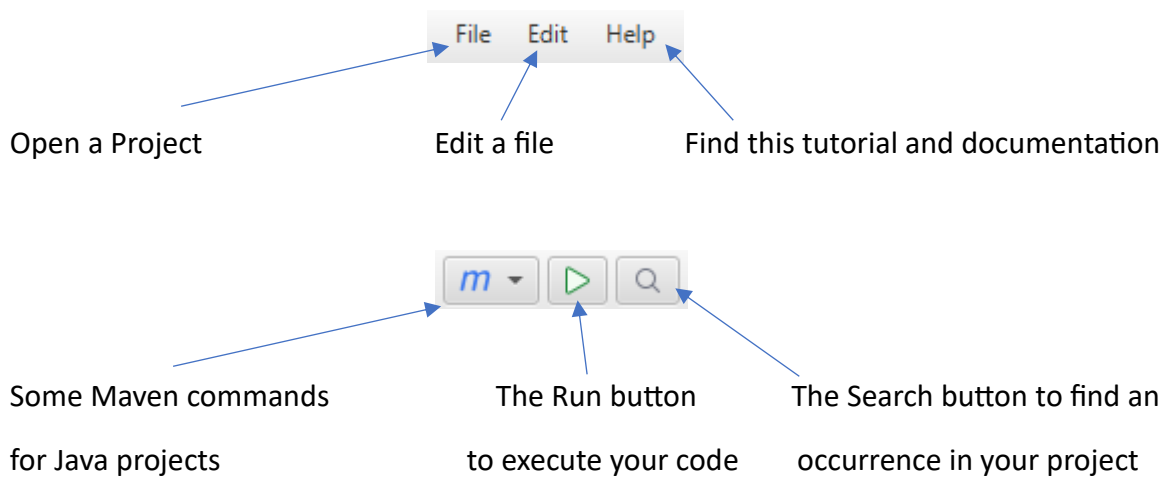 File Edit Help
Open a Project Edit a file Find this tutorial and documentation
m
Some Maven commands The Run button The Search button to find an
for Java projects to execute your code occurrence in your project